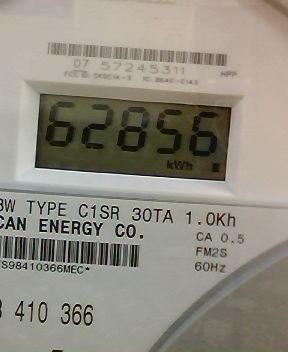 07 57245311
HPP
62856
kWh
3W TYPE C1SR 30TA 1.0Kh
CAN ENERGY CO.
CA 0.5
FM2S
60Hz
S98410366MEC*
410 366